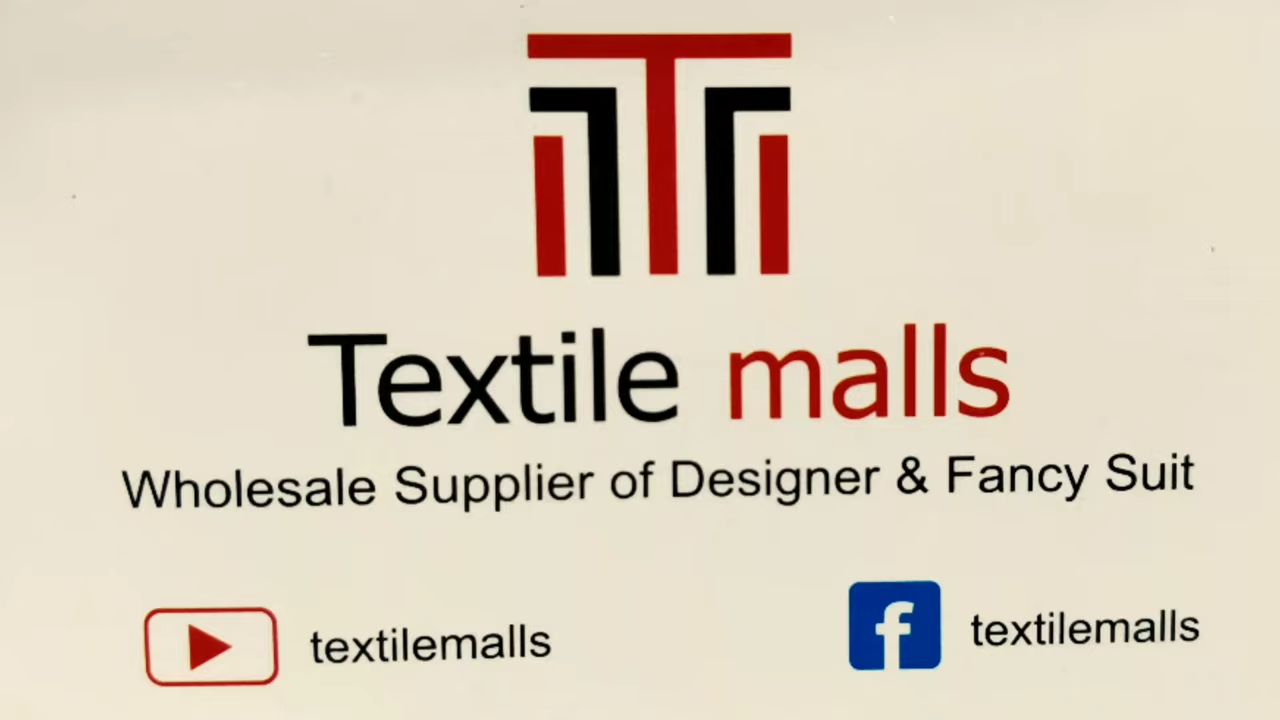 Textile malls
Wholesale Supplier of Designer & Fancy Suit
textilemalls
textilemalls